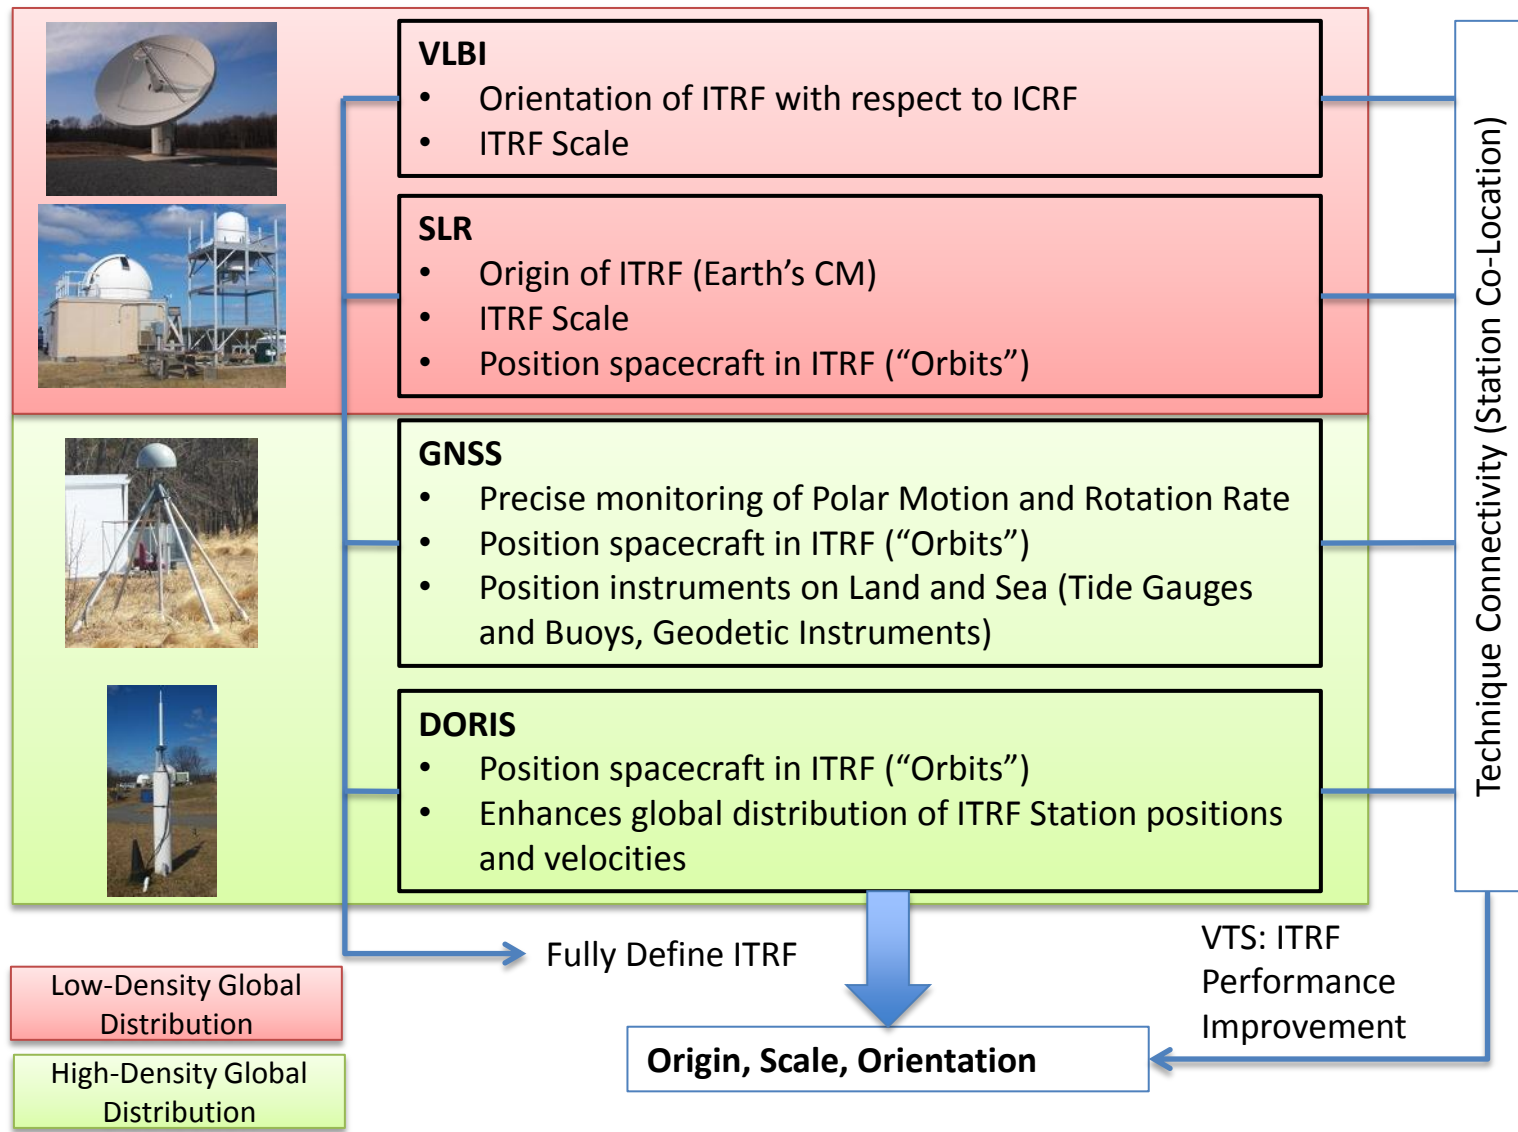 VLBI
• Orientation of ITRF with respect to ICRF
• ITRF Scale
SLR
• Origin of ITRF (Earth’s CM)
• ITRF Scale
• Position spacecraft in ITRF (“Orbits”)
GNSS
• Precise monitoring of Polar Motion and Rotation Rate
• Position spacecraft in ITRF (“Orbits”)
• Position instruments on Land and Sea (Tide Gauges
and Buoys, Geodetic Instruments)
DORIS
• Position spacecraft in ITRF (“Orbits”)
• Enhances global distribution of ITRF Station positions
and velocities
Technique Connectivity (Station Co-Location)
Fully Define ITRF
VTS: ITRF
Performance
Improvement
Origin, Scale, Orientation
Low-Density Global
Distribution
High-Density Global
Distribution